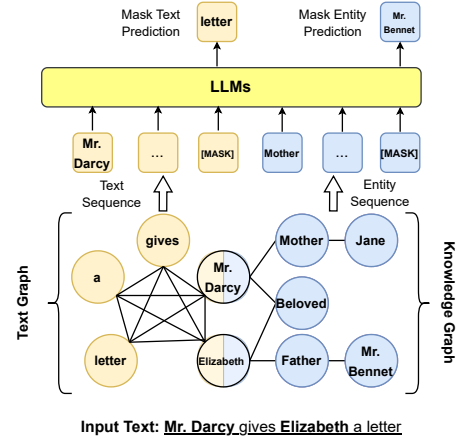 Mask Text
Prediction
letter
Mask Entity
Prediction
Mr.
Bennet
LLMs
Mr.
Darcy
...
[MASK]
Mother
...
[MASK]
Text
Sequence
Entity
Sequence
Text Graph
gives
a
letter
Mr.
Darcy
Elizabeth
Mother
Jane
Beloved
Father
Mr.
Bennet
Knowledge Graph
Input Text: Mr. Darcy gives Elizabeth a letter